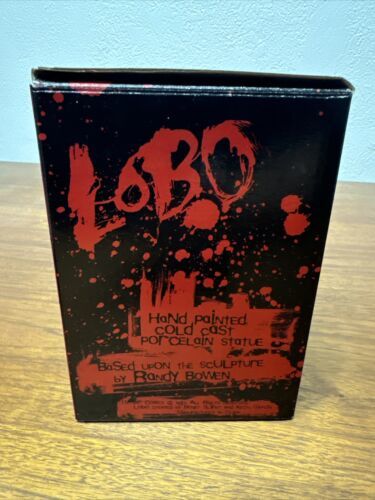 LOBO
HAND PAINTED
COLD CAST
PORCELAIN STATUE
BASED UPON THE SCULPTURE
BY RANDY BOWEN